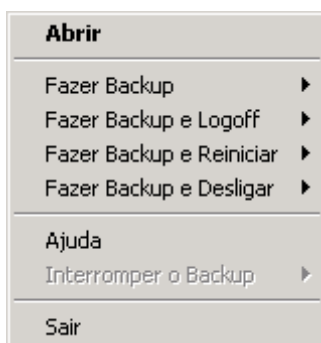 Abrir
Fazer Backup
Fazer Backup e Logoff
Fazer Backup e Reiniciar
Fazer Backup e Desligar
Ajuda
Interromper o Backup
Sair